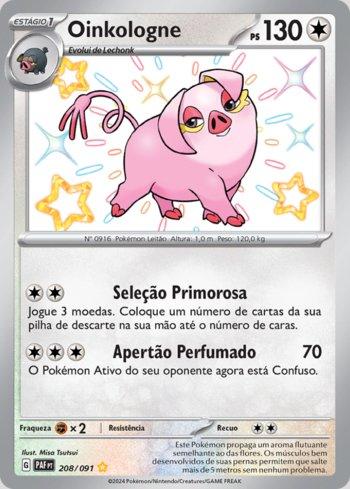 ESTÁGIO 1
Oinkologne
PS 130
Evolui de Lechonk
Nº 0916 Pokémon Leitão Altura: 1,0 m Peso: 120,0 kg
Seleção Primorosa
Jogue 3 moedas. Coloque um número de cartas da sua
pilha de descarte na sua mão até o número de caras.
Apertão Perfumado 70
O Pokémon Ativo do seu oponente agora está Confuso.
Fraqueza × 2 Resistência Recuo
Ilust. Misa Tsutsui
G PAF PT 208/091
Este Pokémon propaga um aroma flutuante
semelhante ao das flores. Os músculos bem
desenvolvidos de suas pernas permitem que salte
mais de 5 metros sem nenhum problema.
©2024 Pokémon/Nintendo/Creatures/GAME FREAK